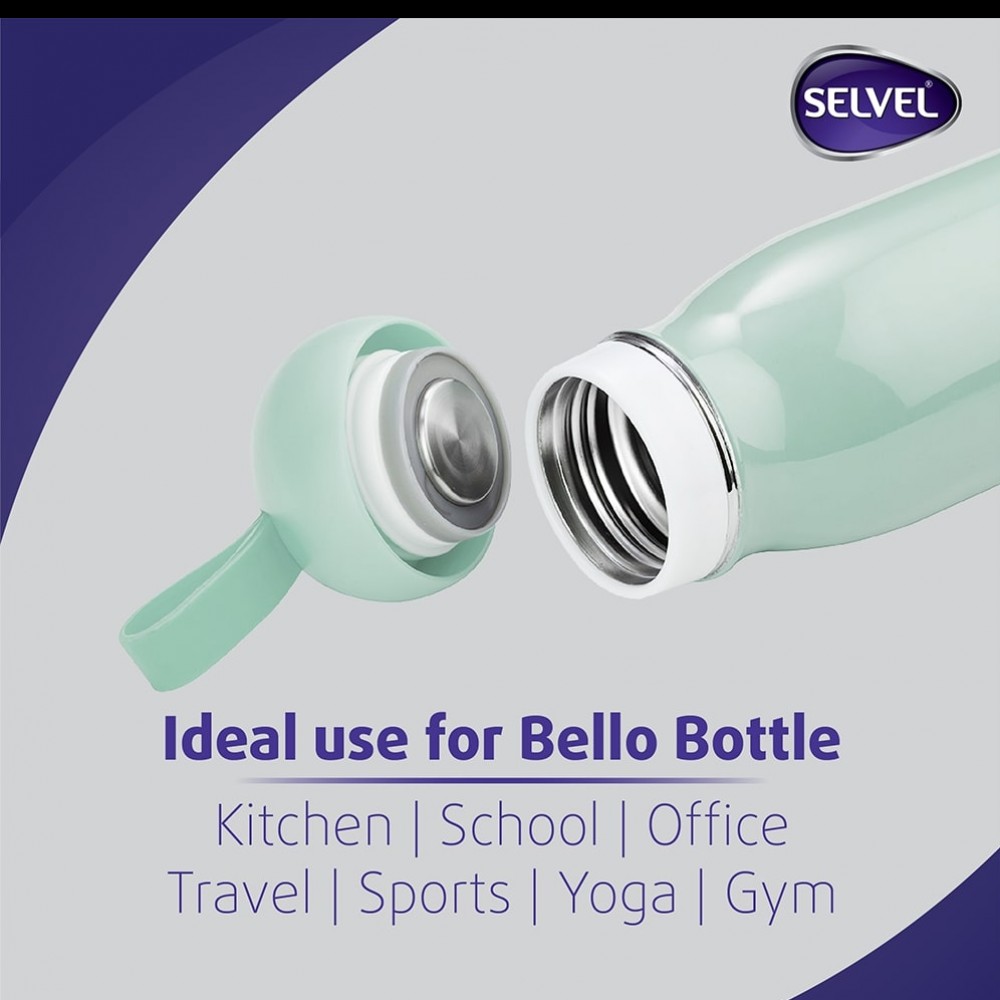 SELVEL®
Ideal use for Bello Bottle
Kitchen | School | Office
Travel | Sports | Yoga | Gym